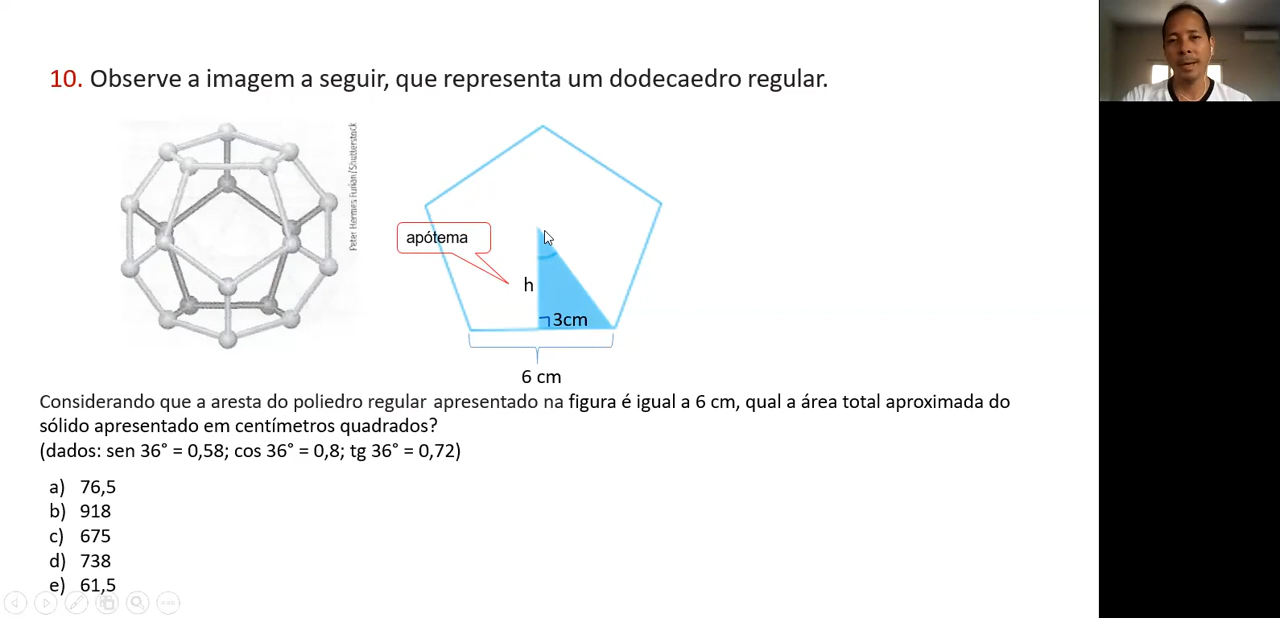 10. Observe a imagem a seguir, que representa um dodecaedro regular.
Peter Hermes Furian/Shutterstock
apótema
h
3cm
6 cm
Considerando que a aresta do poliedro regular apresentado na figura é igual a 6 cm, qual a área total aproximada do
sólido apresentado em centímetros quadrados?
(dados: sen 36° = 0,58; cos 36° = 0,8; tg 36° = 0,72)
a) 76,5
b) 918
c) 675
d) 738
e) 61,5